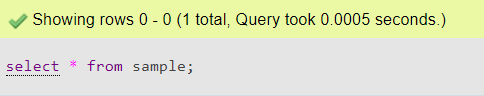 Showing rows 0 - 0 (1 total, Query took 0.0005 seconds.)
select * from sample;